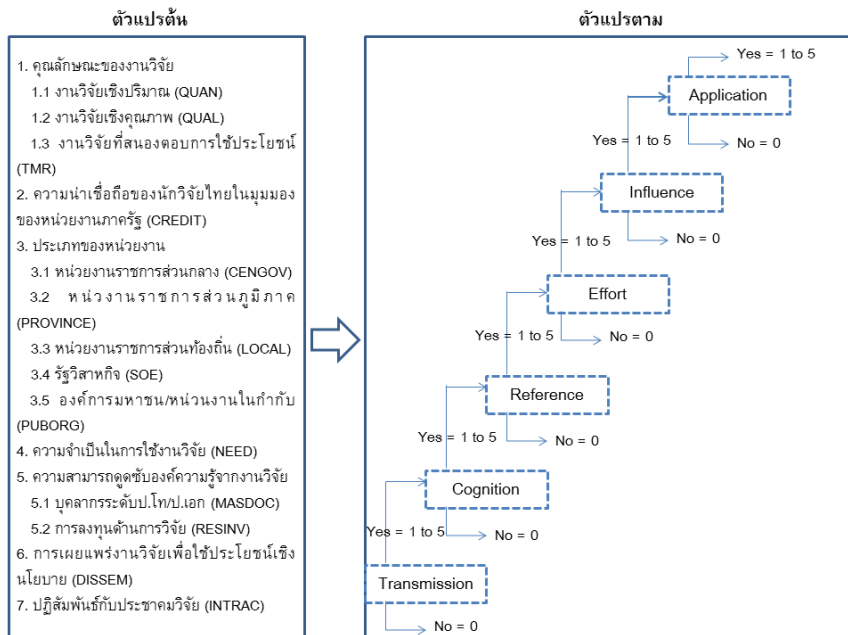 ตัวแปรต้น
1. คุณลักษณะของงานวิจัย
1.1 งานวิจัยเชิงปริมาณ (QUAN)
1.2 งานวิจัยเชิงคุณภาพ (QUAL)
1.3 งานวิจัยที่สนองตอบการใช้ประโยชน์
(TMR)
2. ความน่าเชื่อถือของนักวิจัยไทยในมุมมอง
ของหน่วยงานภาครัฐ (CREDIT)
3. ประเภทของหน่วยงาน
3.1 หน่วยงานราชการส่วนกลาง (CENGOV)
3.2 หน่วงานราชการส่วนภูมิภาค
(PROVINCE)
3.3 หน่วยงานราชการส่วนท้องถิ่น (LOCAL)
3.4 รัฐวิสาหกิจ (SOE)
3.5 องค์การมหาชน/หน่วนงานในกำกับ
(PUBORG)
4. ความจำเป็นในการใช้งานวิจัย (NEED)
5. ความสามารถดูดซับองค์ความรู้จากงานวิจัย
5.1 บุคลากรระดับป.โท/ป.เอก (MASDOC)
5.2 การลงทุนด้านการวิจัย (RESINV)
6. การเผยแพร่งานวิจัยเพื่อใช้ประโยชน์เชิง
นโยบาย (DISSEM)
7. ปฏิสัมพันธ์กับประชาคมวิจัย (INTRAC)
ตัวแปรตาม
Yes = 1 to 5
Application
No = 0
Yes = 1 to 5
Influence
No = 0
Yes = 1 to 5
Effort
No = 0
Yes = 1 to 5
Reference
No = 0
Yes = 1 to 5
Cognition
No = 0
Yes = 1 to 5
Transmission
No = 0